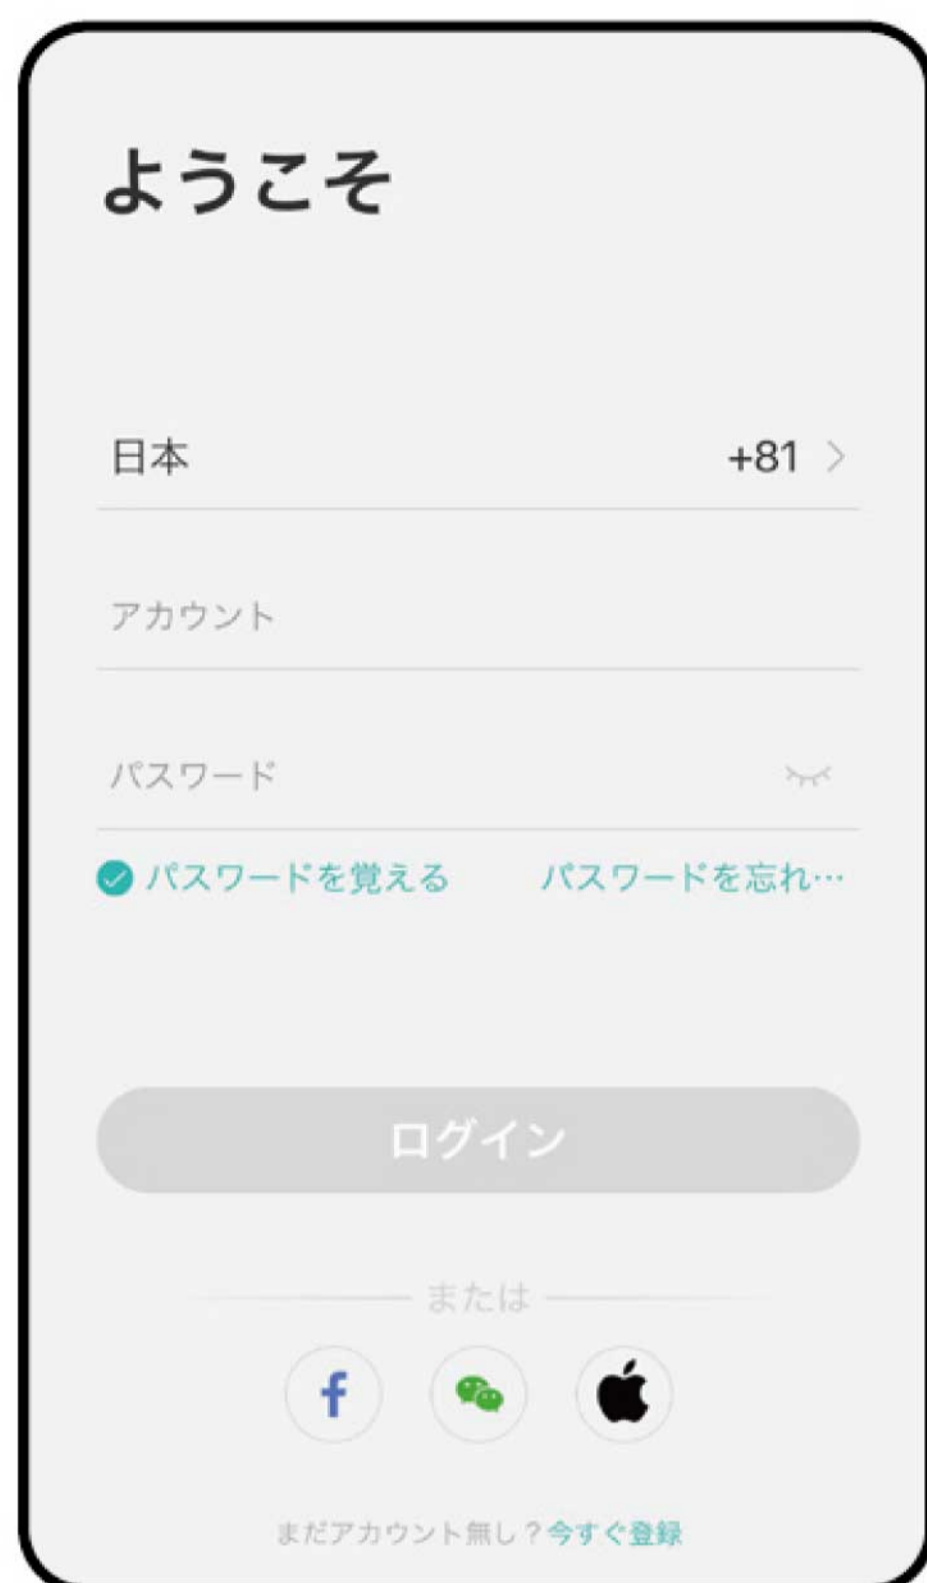 ようこそ
日本 +81
アカウント
パスワード
パスワードを覚える パスワードを忘れ…
ログイン
または
まだアカウント無し？今すぐ登録